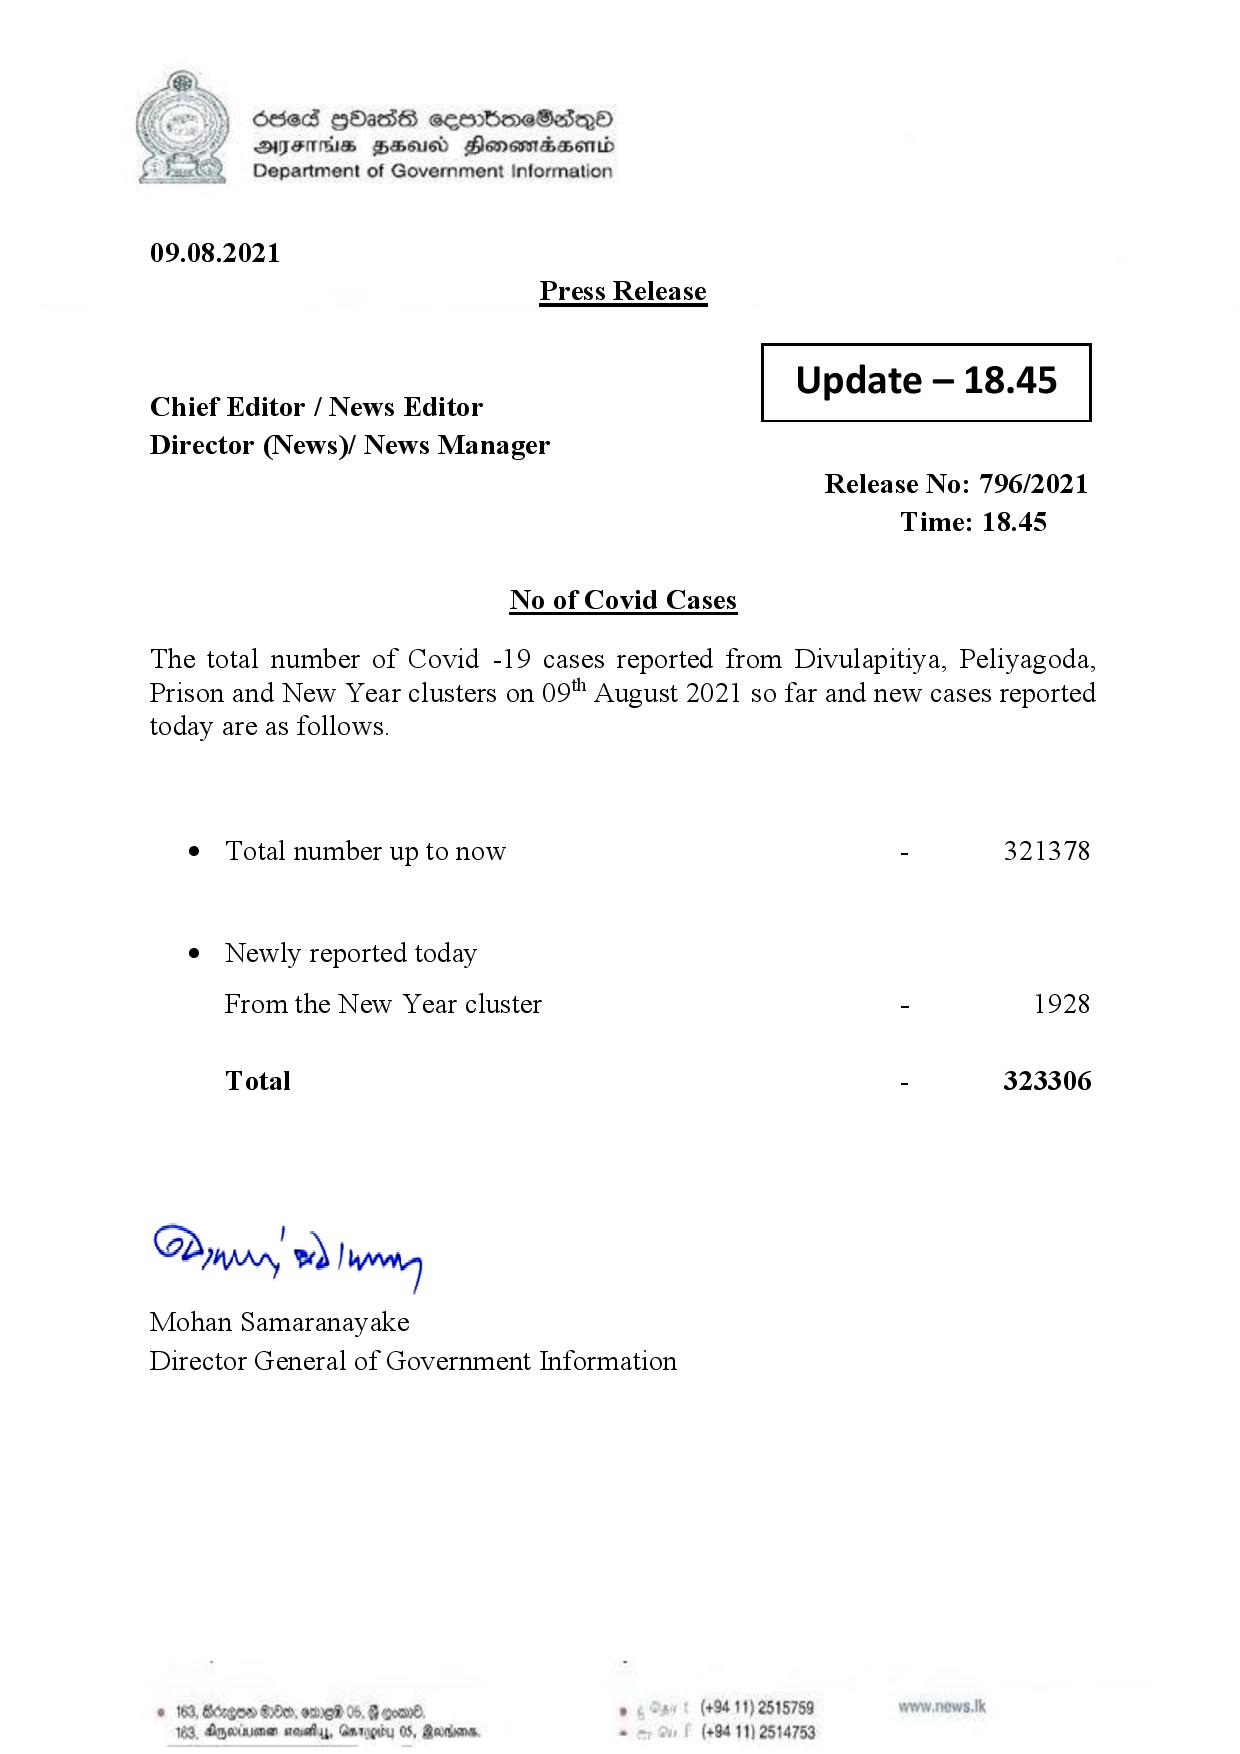 රජයේ ප්‍රවෘත්ති දෙපාර්තමේන්තුව
அரசாங்க தகவல் திணைக்களம்
Department of Government Information
09.08.2021
Press Release
Update – 18.45
Chief Editor / News Editor
Director (News)/ News Manager
Release No: 796/2021
Time: 18.45
No of Covid Cases
The total number of Covid -19 cases reported from Divulapitiya, Peliyagoda,
Prison and New Year clusters on 09th August 2021 so far and new cases reported
today are as follows.
• Total number up to now - 321378
• Newly reported today
From the New Year cluster - 1928
Total - 323306
Mohan Samaranayake
Director General of Government Information
163, කිරුලපන මාවත, කොළඹ 05, ශ්‍රී ලංකාව.
163, கிருலப்பனை எவனியூ, கொழும்பு 05, இலங்கை.
(+94 11) 2515759
(+94 11) 2514753
www.news.lk